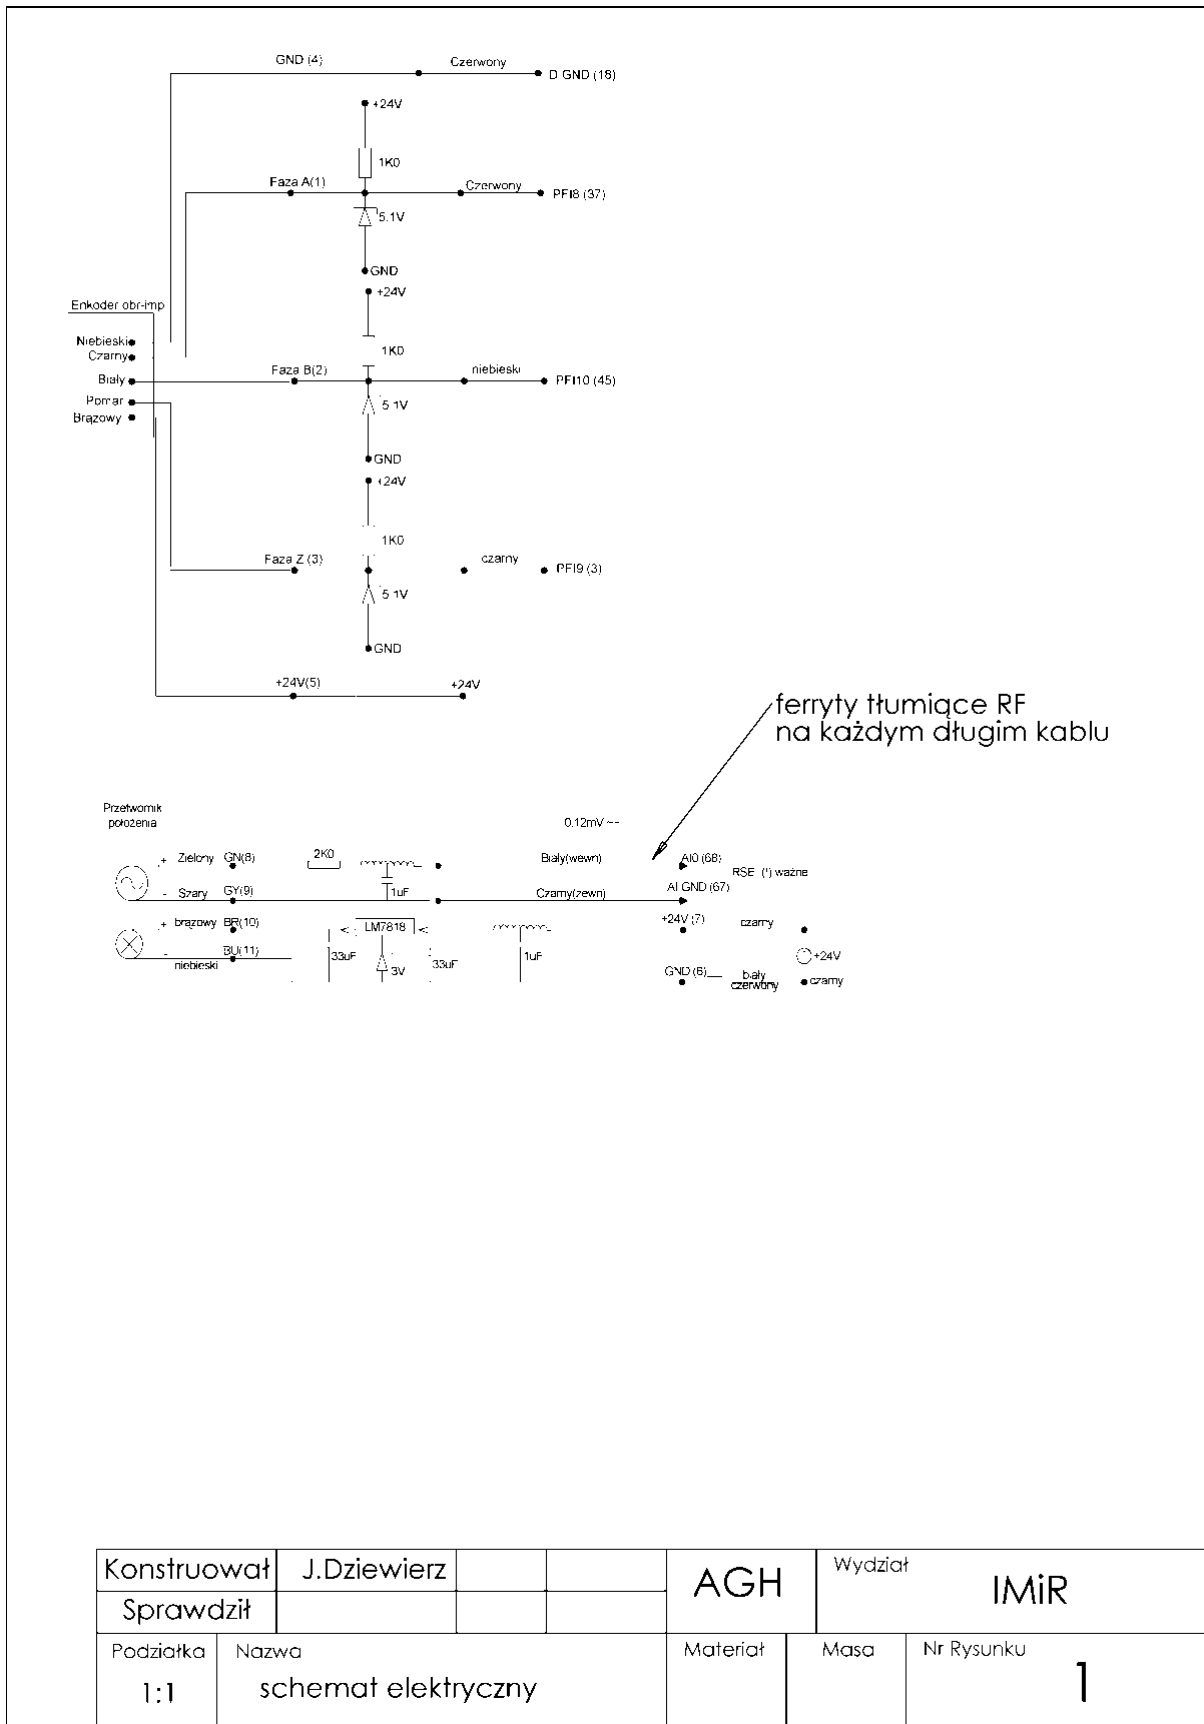 GND (4)
Czerwony
D GND (18)
+24V
1K0
Faza A(1)
Czerwony
PFI8 (37)
5.1V
GND
+24V
Enkoder obr-imp
Niebieski
Czarny
1K0
Faza B(2)
niebieski
PFI10 (45)
Biały
Pomar
Brązowy
5.1V
GND
+24V
1K0
Faza Z (3)
czarny
PFI9 (3)
5.1V
GND
+24V(5)
+24V
ferryty tłumiące RF
na każdym długim kablu
Przetwornik
położenia
0.12mV ~~
+ Zielony GN(8)
2K0
Biały(wewn)
AI0 (68)
RSE (!) ważne
- Szary GY(9)
1uF
Czarny(zewn)
AI GND (67)
+ brązowy BR(10)
LM7818
+24V (7)
czarny
- niebieski BU(11)
33uF
3V
33uF
1uF
+24V
GND (6)
biały
czerwony
czarny
Konstruował J.Dziewierz
AGH
Wydział
IMiR
Sprawdził
Podziałka
1:1
Nazwa
schemat elektryczny
Materiał
Masa
Nr Rysunku
1